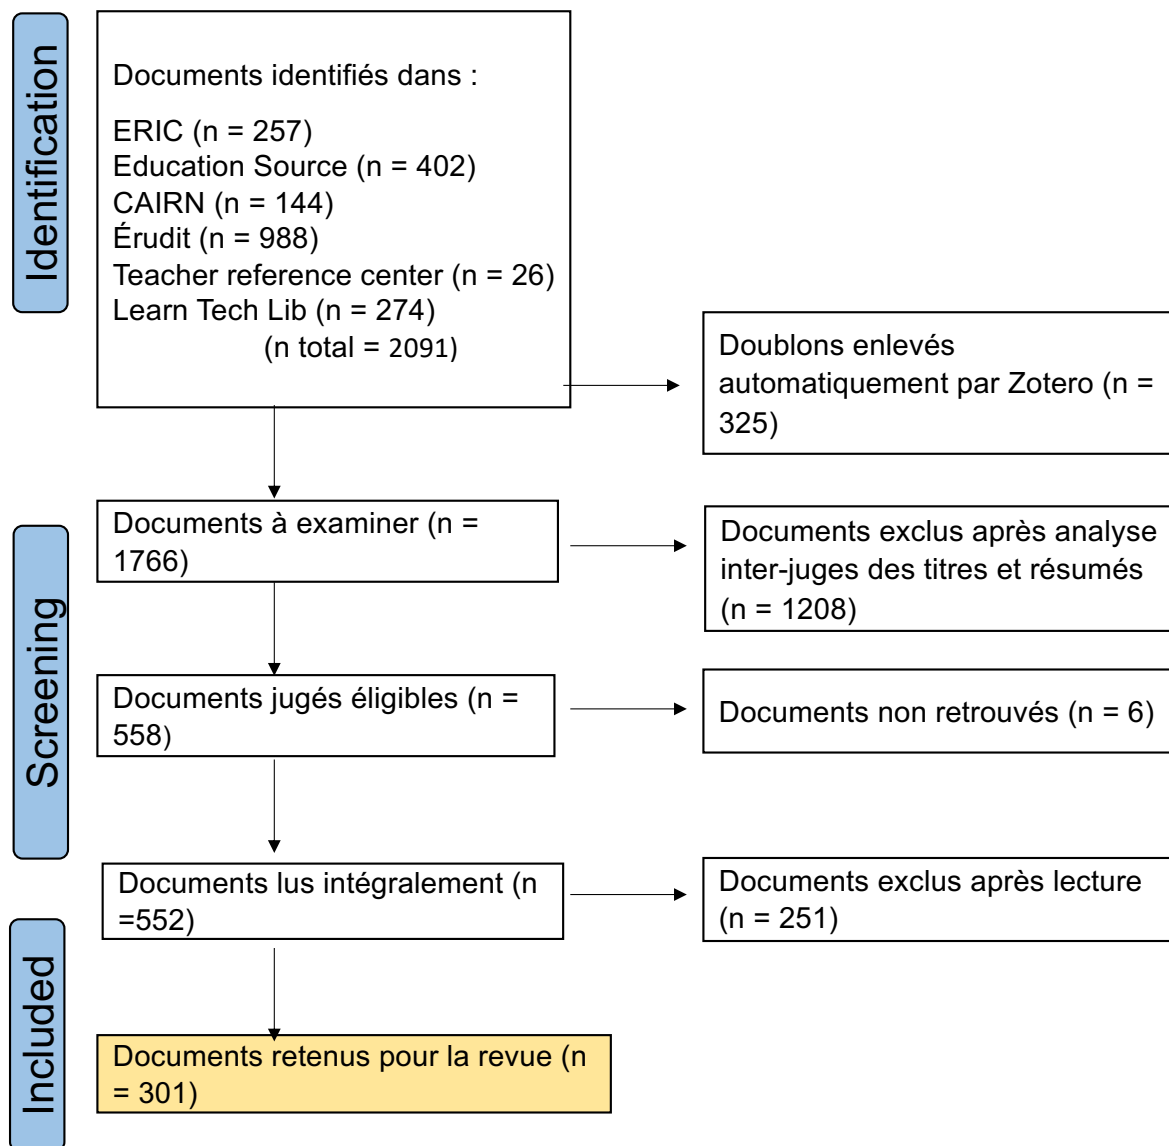 Identification
Documents identifiés dans :
ERIC (n = 257)
Education Source (n = 402)
CAIRN (n = 144)
Érudit (n = 988)
Teacher reference center (n = 26)
Learn Tech Lib (n = 274)
(n total = 2091)
Doublons enlevés
automatiquement par Zotero (n =
325)
Screening
Documents à examiner (n =
1766)
Documents exclus après analyse
inter-juges des titres et résumés
(n = 1208)
Documents jugés éligibles (n =
558)
Documents non retrouvés (n = 6)
Documents lus intégralement (n
=552)
Documents exclus après lecture
(n = 251)
Included
Documents retenus pour la revue (n
= 301)